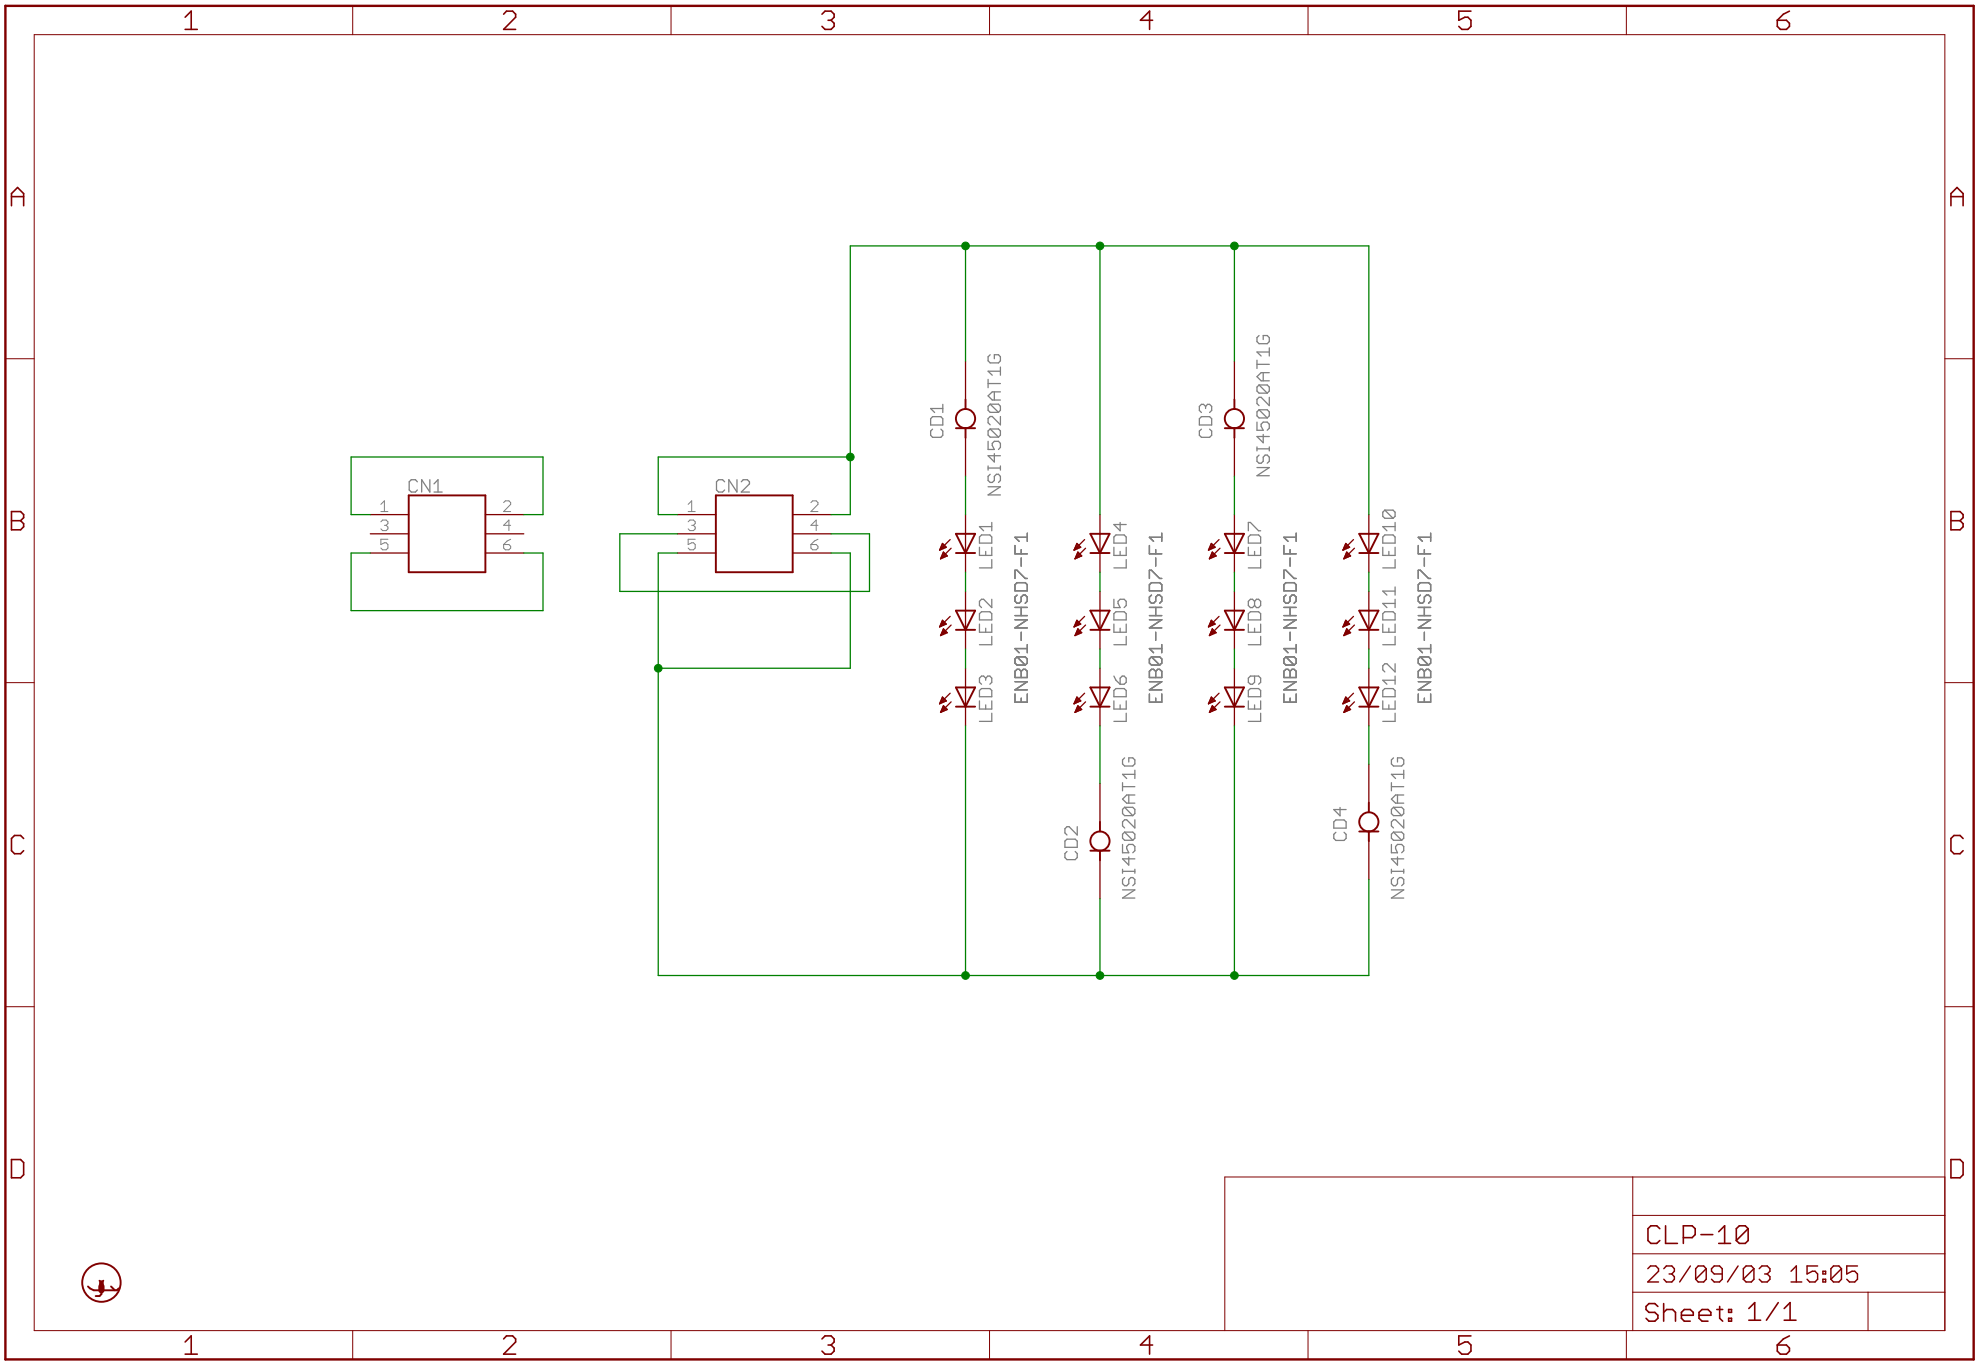 1 2 3 4 5 6
A A
NSI45020AT1G
NSI45020AT1G
CD1
CD3
CN1
1 2
3 4
5 6
CN2
1 2
3 4
5 6
B B
LED1
LED4
LED7
LED10
ENB01-NHSD7-F1
ENB01-NHSD7-F1
ENB01-NHSD7-F1
ENB01-NHSD7-F1
LED2
LED5
LED8
LED11
LED3
LED6
LED9
LED12
CD2
NSI45020AT1G
CD4
NSI45020AT1G
C C
D D
CLP-10
23/09/03 15:05
Sheet: 1/1
1 2 3 4 5 6